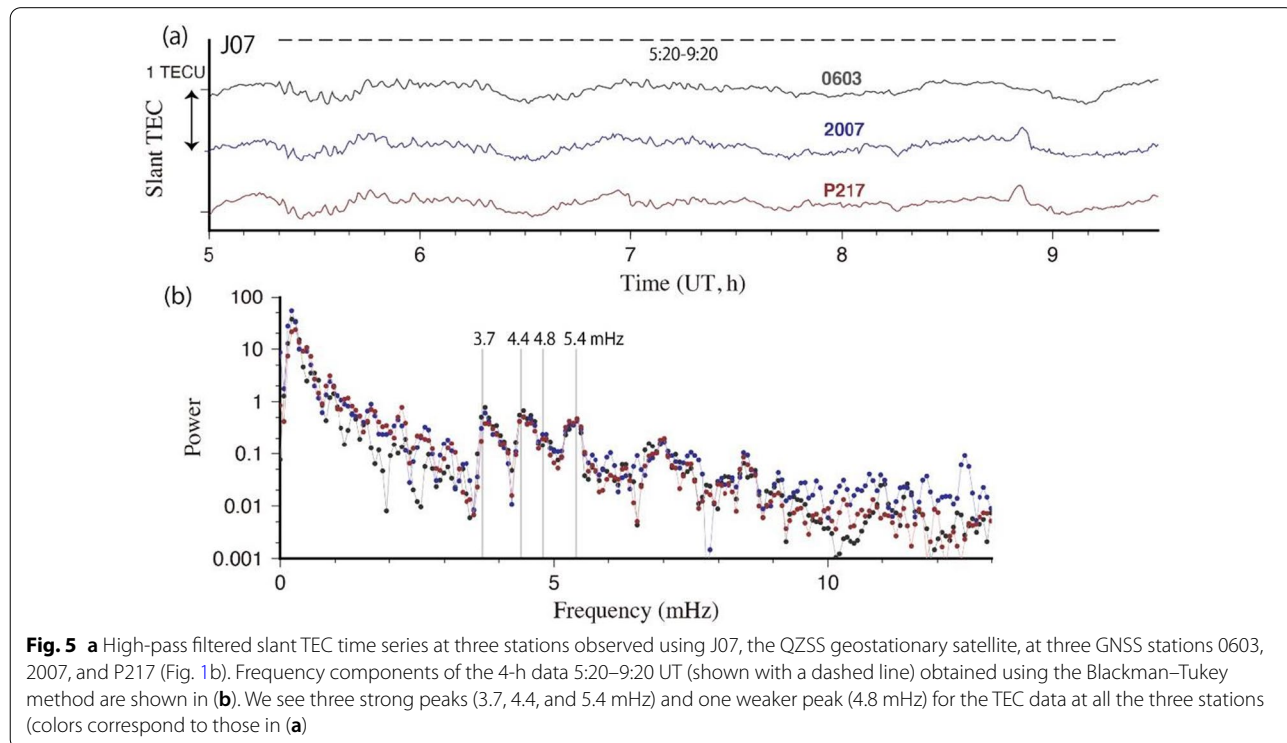 (a)
J07
5:20-9:20
1 TECU
0603
2007
P217
Slant TEC
5 6 7 8 9
Time (UT, h)
(b)
100
10
1
0.1
0.01
0.001
Power
3.7 4.4 4.8 5.4 mHz
0 5 10
Frequency (mHz)
Fig. 5 a High-pass filtered slant TEC time series at three stations observed using J07, the QZSS geostationary satellite, at three GNSS stations 0603,
2007, and P217 (Fig. 1b). Frequency components of the 4-h data 5:20–9:20 UT (shown with a dashed line) obtained using the Blackman–Tukey
method are shown in (b). We see three strong peaks (3.7, 4.4, and 5.4 mHz) and one weaker peak (4.8 mHz) for the TEC data at all the three stations
(colors correspond to those in (a)